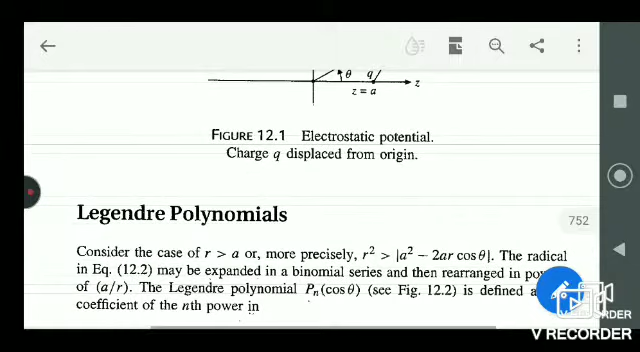 θ q
z
z = a
FIGURE 12.1 Electrostatic potential.
Charge q displaced from origin.
Legendre Polynomials
752
Consider the case of r > a or, more precisely, r² > |a² − 2ar cos θ|. The radical
in Eq. (12.2) may be expanded in a binomial series and then rearranged in
of (a/r). The Legendre polynomial Pₙ(cos θ) (see Fig. 12.2) is defined
coefficient of the nth power in
V RECORDER